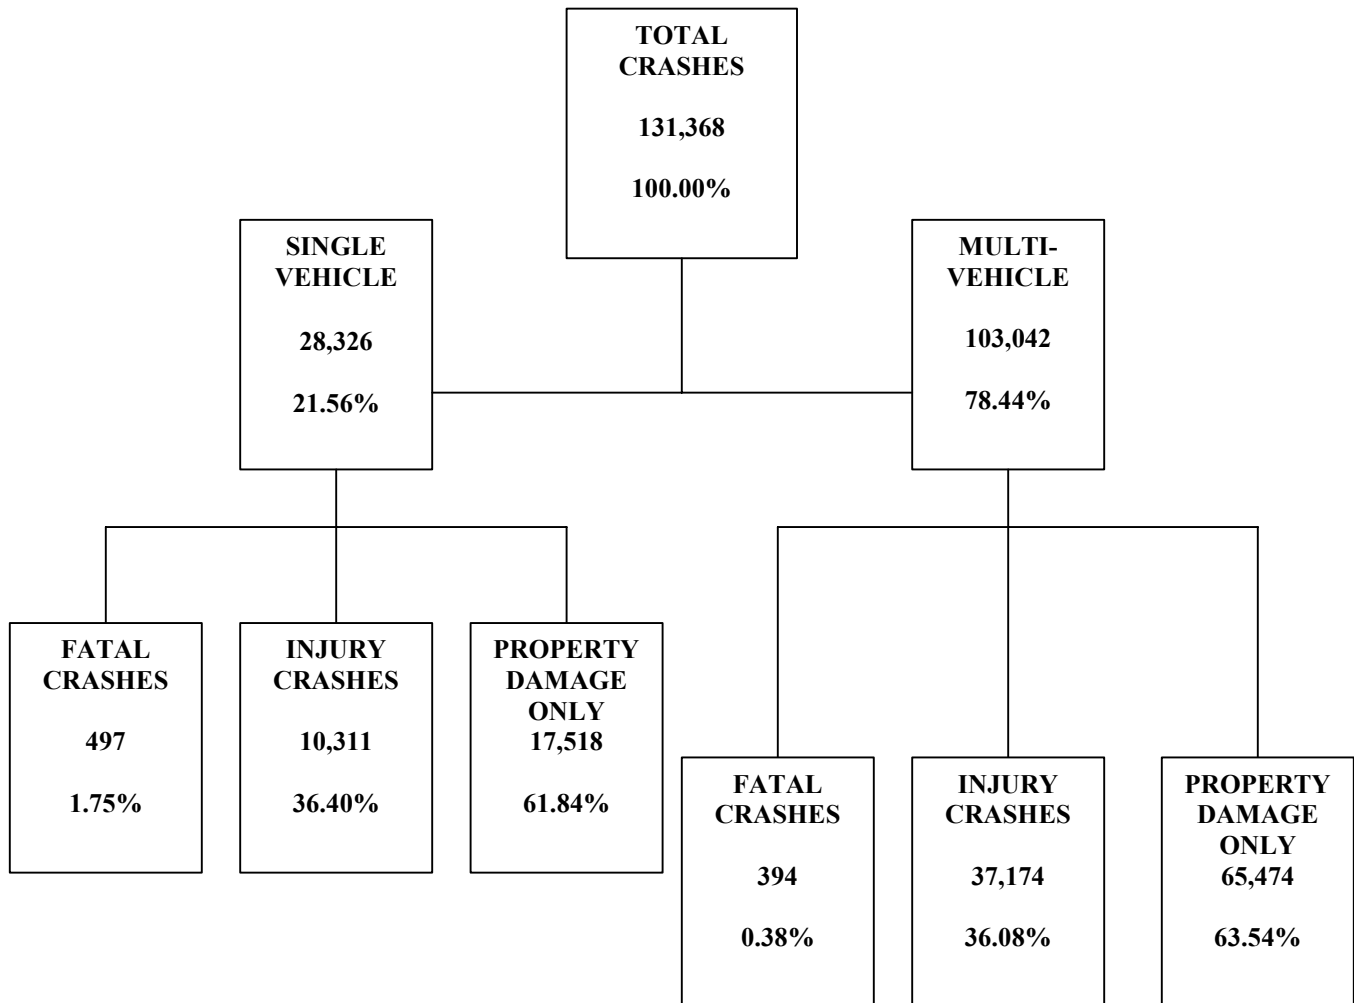 TOTAL
CRASHES
131,368
100.00%
SINGLE
VEHICLE
28,326
21.56%
MULTI-
VEHICLE
103,042
78.44%
FATAL
CRASHES
497
1.75%
INJURY
CRASHES
10,311
36.40%
PROPERTY
DAMAGE
ONLY
17,518
61.84%
FATAL
CRASHES
394
0.38%
INJURY
CRASHES
37,174
36.08%
PROPERTY
DAMAGE
ONLY
65,474
63.54%